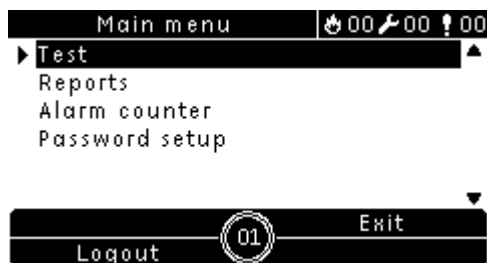 Main menu 00 00 00
Test
Reports
Alarm counter
Password setup
Exit
01
Logout